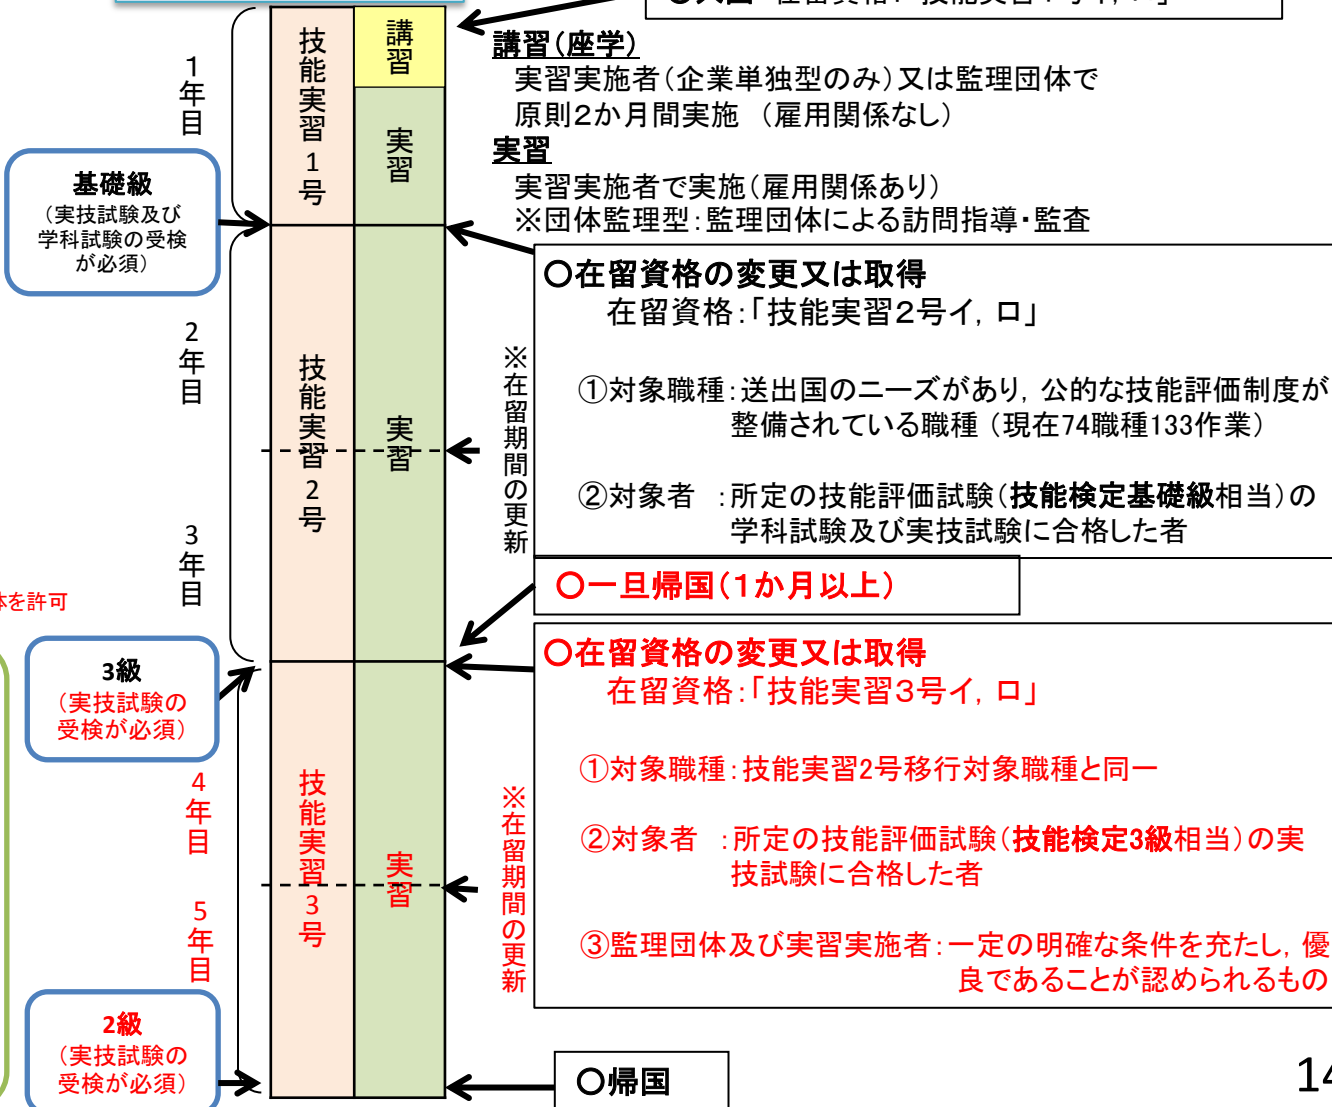 技能実習1号
講習
実習
1年目
講習(座学)
実習実施者(企業単独型のみ)又は監理団体で
原則2か月間実施 (雇用関係なし)
実習
実習実施者で実施(雇用関係あり)
※団体監理型:監理団体による訪問指導・監査
基礎級
(実技試験及び
学科試験の受検
が必須)
○在留資格の変更又は取得
在留資格:「技能実習2号イ, ロ」
①対象職種:送出国のニーズがあり, 公的な技能評価制度が
整備されている職種 (現在74職種133作業)
②対象者 :所定の技能評価試験(技能検定基礎級相当)の
学科試験及び実技試験に合格した者
2年目
3年目
技能実習2号
実習
※在留期間の更新
○一旦帰国(1か月以上)
体を許可
3級
(実技試験の
受検が必須)
○在留資格の変更又は取得
在留資格:「技能実習3号イ, ロ」
①対象職種:技能実習2号移行対象職種と同一
②対象者 :所定の技能評価試験(技能検定3級相当)の実
技試験に合格した者
③監理団体及び実習実施者:一定の明確な条件を充たし, 優
良であることが認められるもの
4年目
5年目
技能実習3号
実習
※在留期間の更新
2級
(実技試験の
受検が必須)
○帰国
14